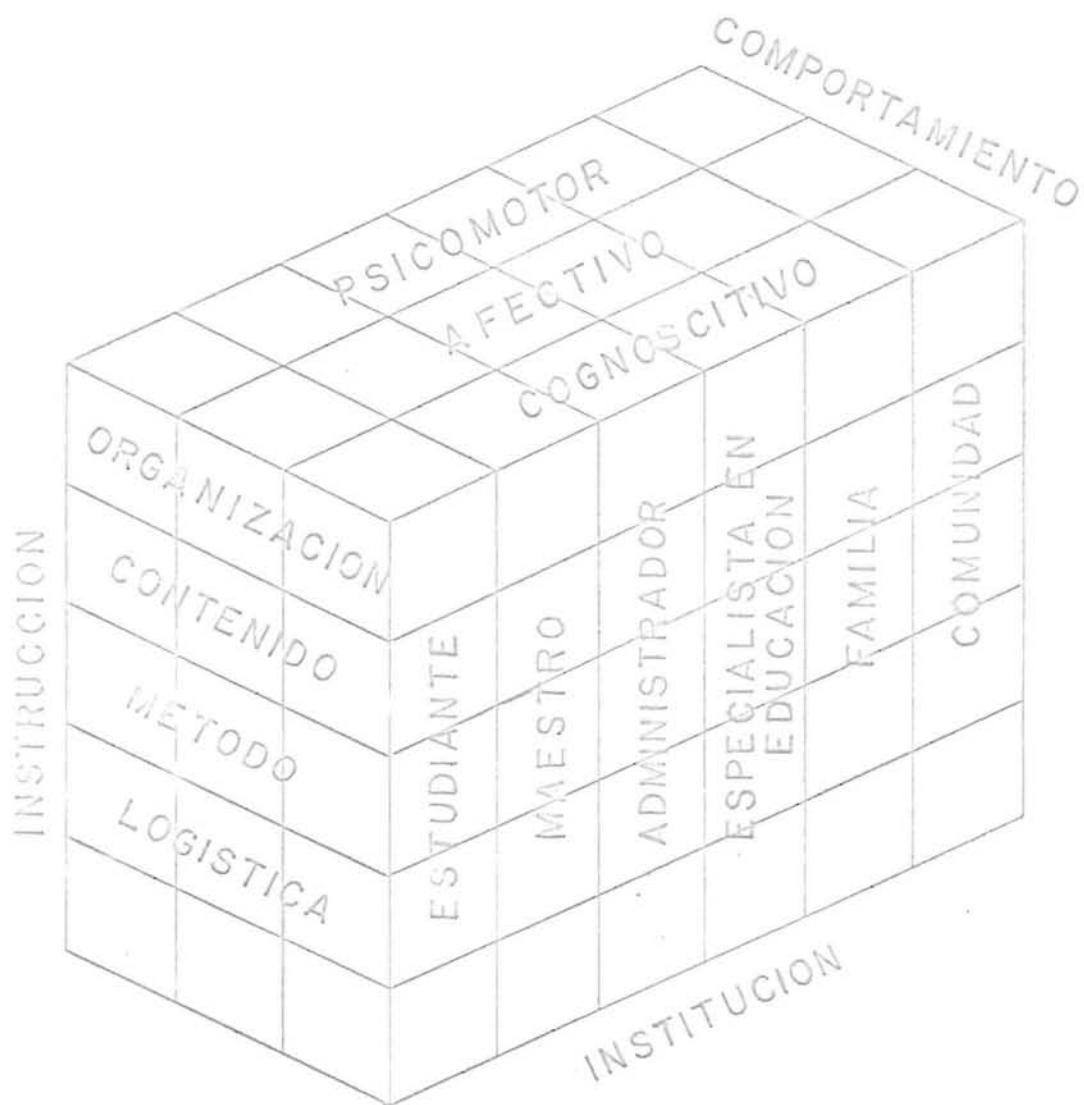 COMPORTAMIENTO
PSICOMOTOR
AFECTIVO
COGNOSCITIVO
INSTRUCCION
ORGANIZACION
CONTENIDO
METODO
LOGISTICA
ESTUDIANTE
MAESTRO
ADMINISTRADOR
ESPECIALISTA EN
EDUCACION
FAMILIA
COMUNIDAD
INSTITUCION